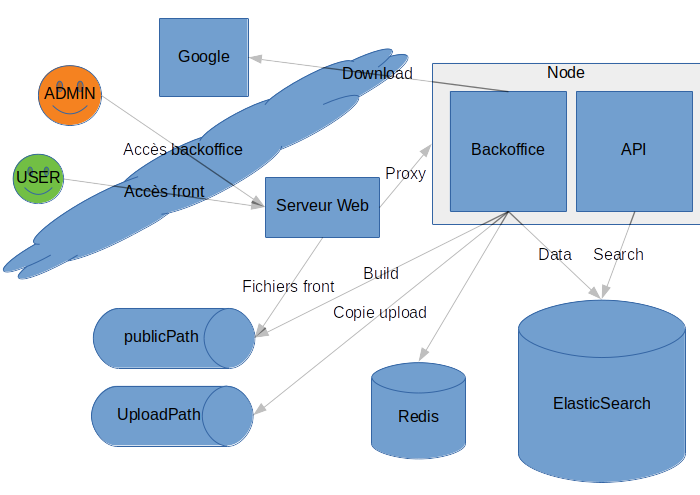 Google
Download
Node
ADMIN
Accès backoffice
Backoffice
API
USER
Accès front
Proxy
Serveur Web
Data
Search
Build
Fichiers front
Copie upload
publicPath
UploadPath
Redis
ElasticSearch